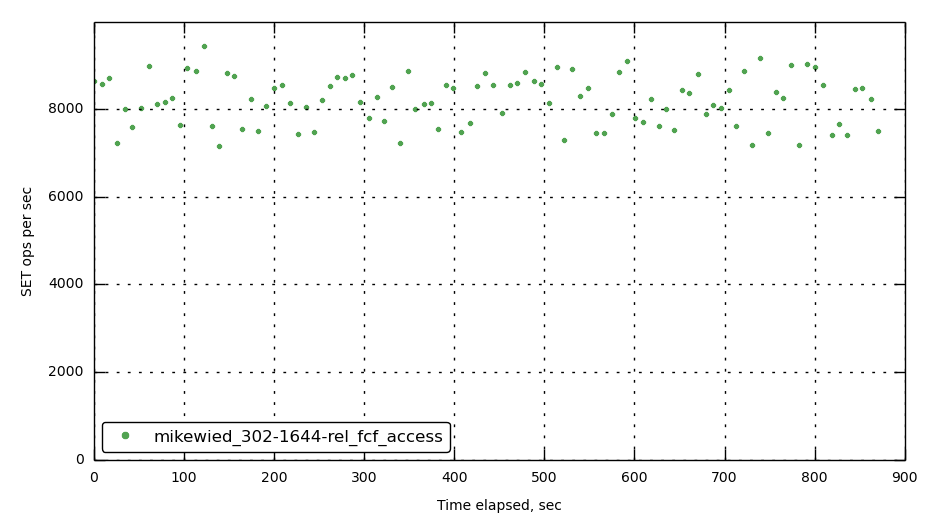 8000
6000
4000
2000
0
SET ops per sec
mikewied_302-1644-rel_fcf_access
0 100 200 300 400 500 600 700 800 900
Time elapsed, sec